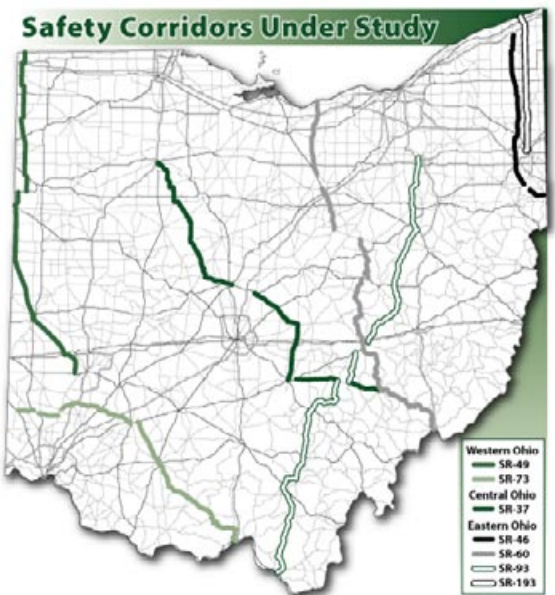 Safety Corridors Under Study
Western Ohio
SR-49
SR-73
Central Ohio
SR-37
Eastern Ohio
SR-46
SR-60
SR-93
SR-193